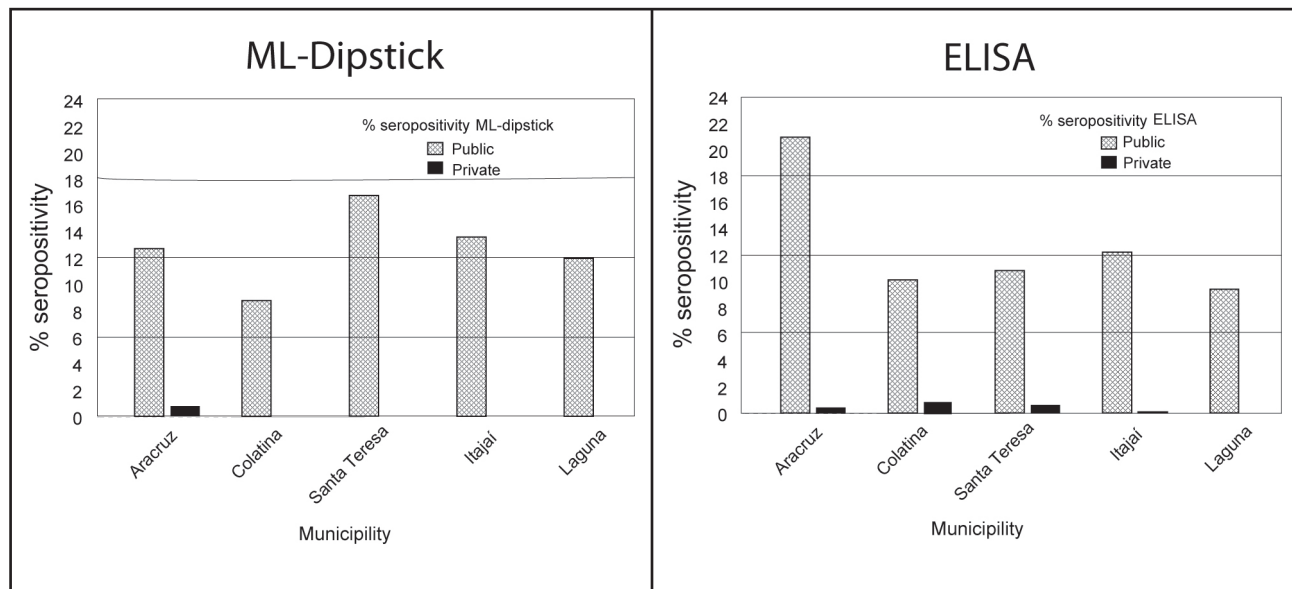 ML-Dipstick
24
22
20
18
16
14
12
10
8
6
4
2
0
% seropositivity
% seropositivity ML-dipstick
Public
Private
Aracruz
Colatina
Santa Teresa
Itajaí
Laguna
Municipility
ELISA
24
22
20
18
16
14
12
10
8
6
4
2
0
% seropositivity
% seropositivity ELISA
Public
Private
Aracruz
Colatina
Santa Teresa
Itajaí
Laguna
Municipility